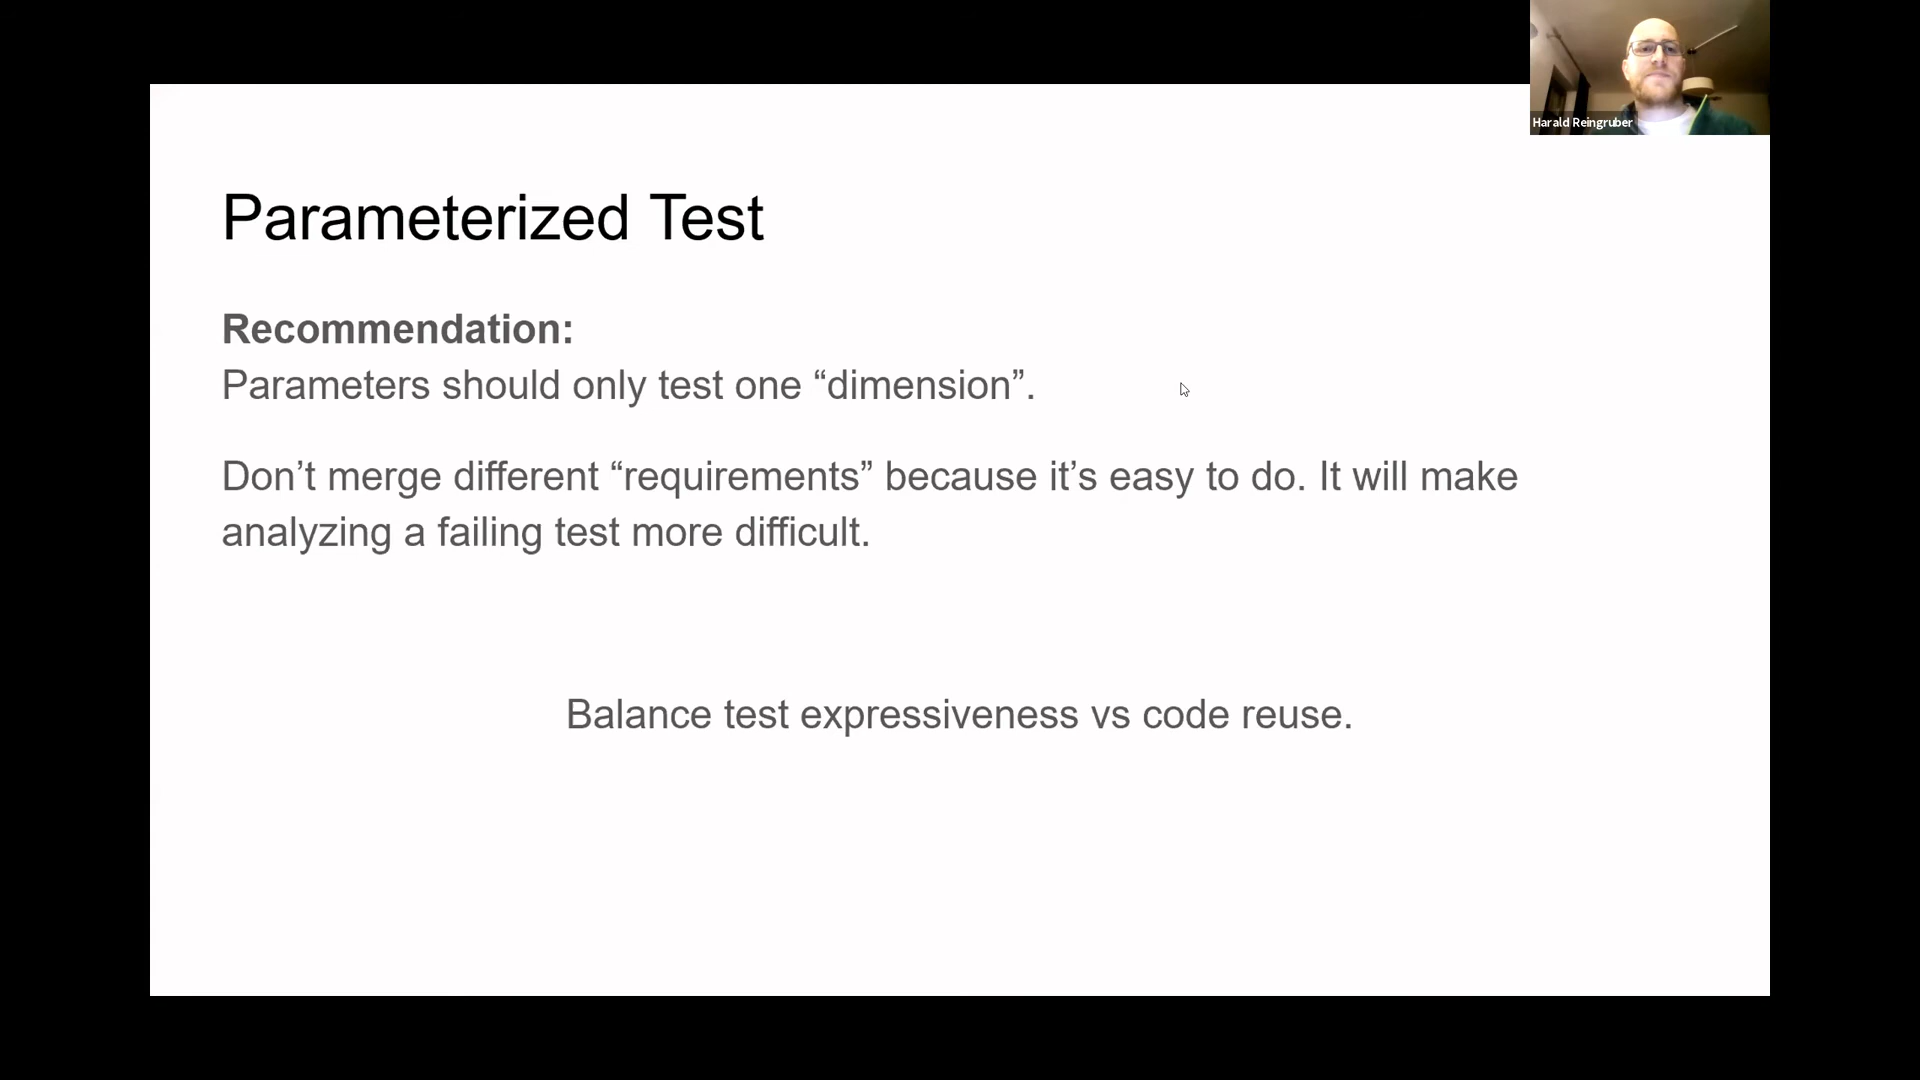 Harald Reingruber
Parameterized Test
Recommendation:
Parameters should only test one “dimension”.
Don’t merge different “requirements” because it’s easy to do. It will make
analyzing a failing test more difficult.
Balance test expressiveness vs code reuse.